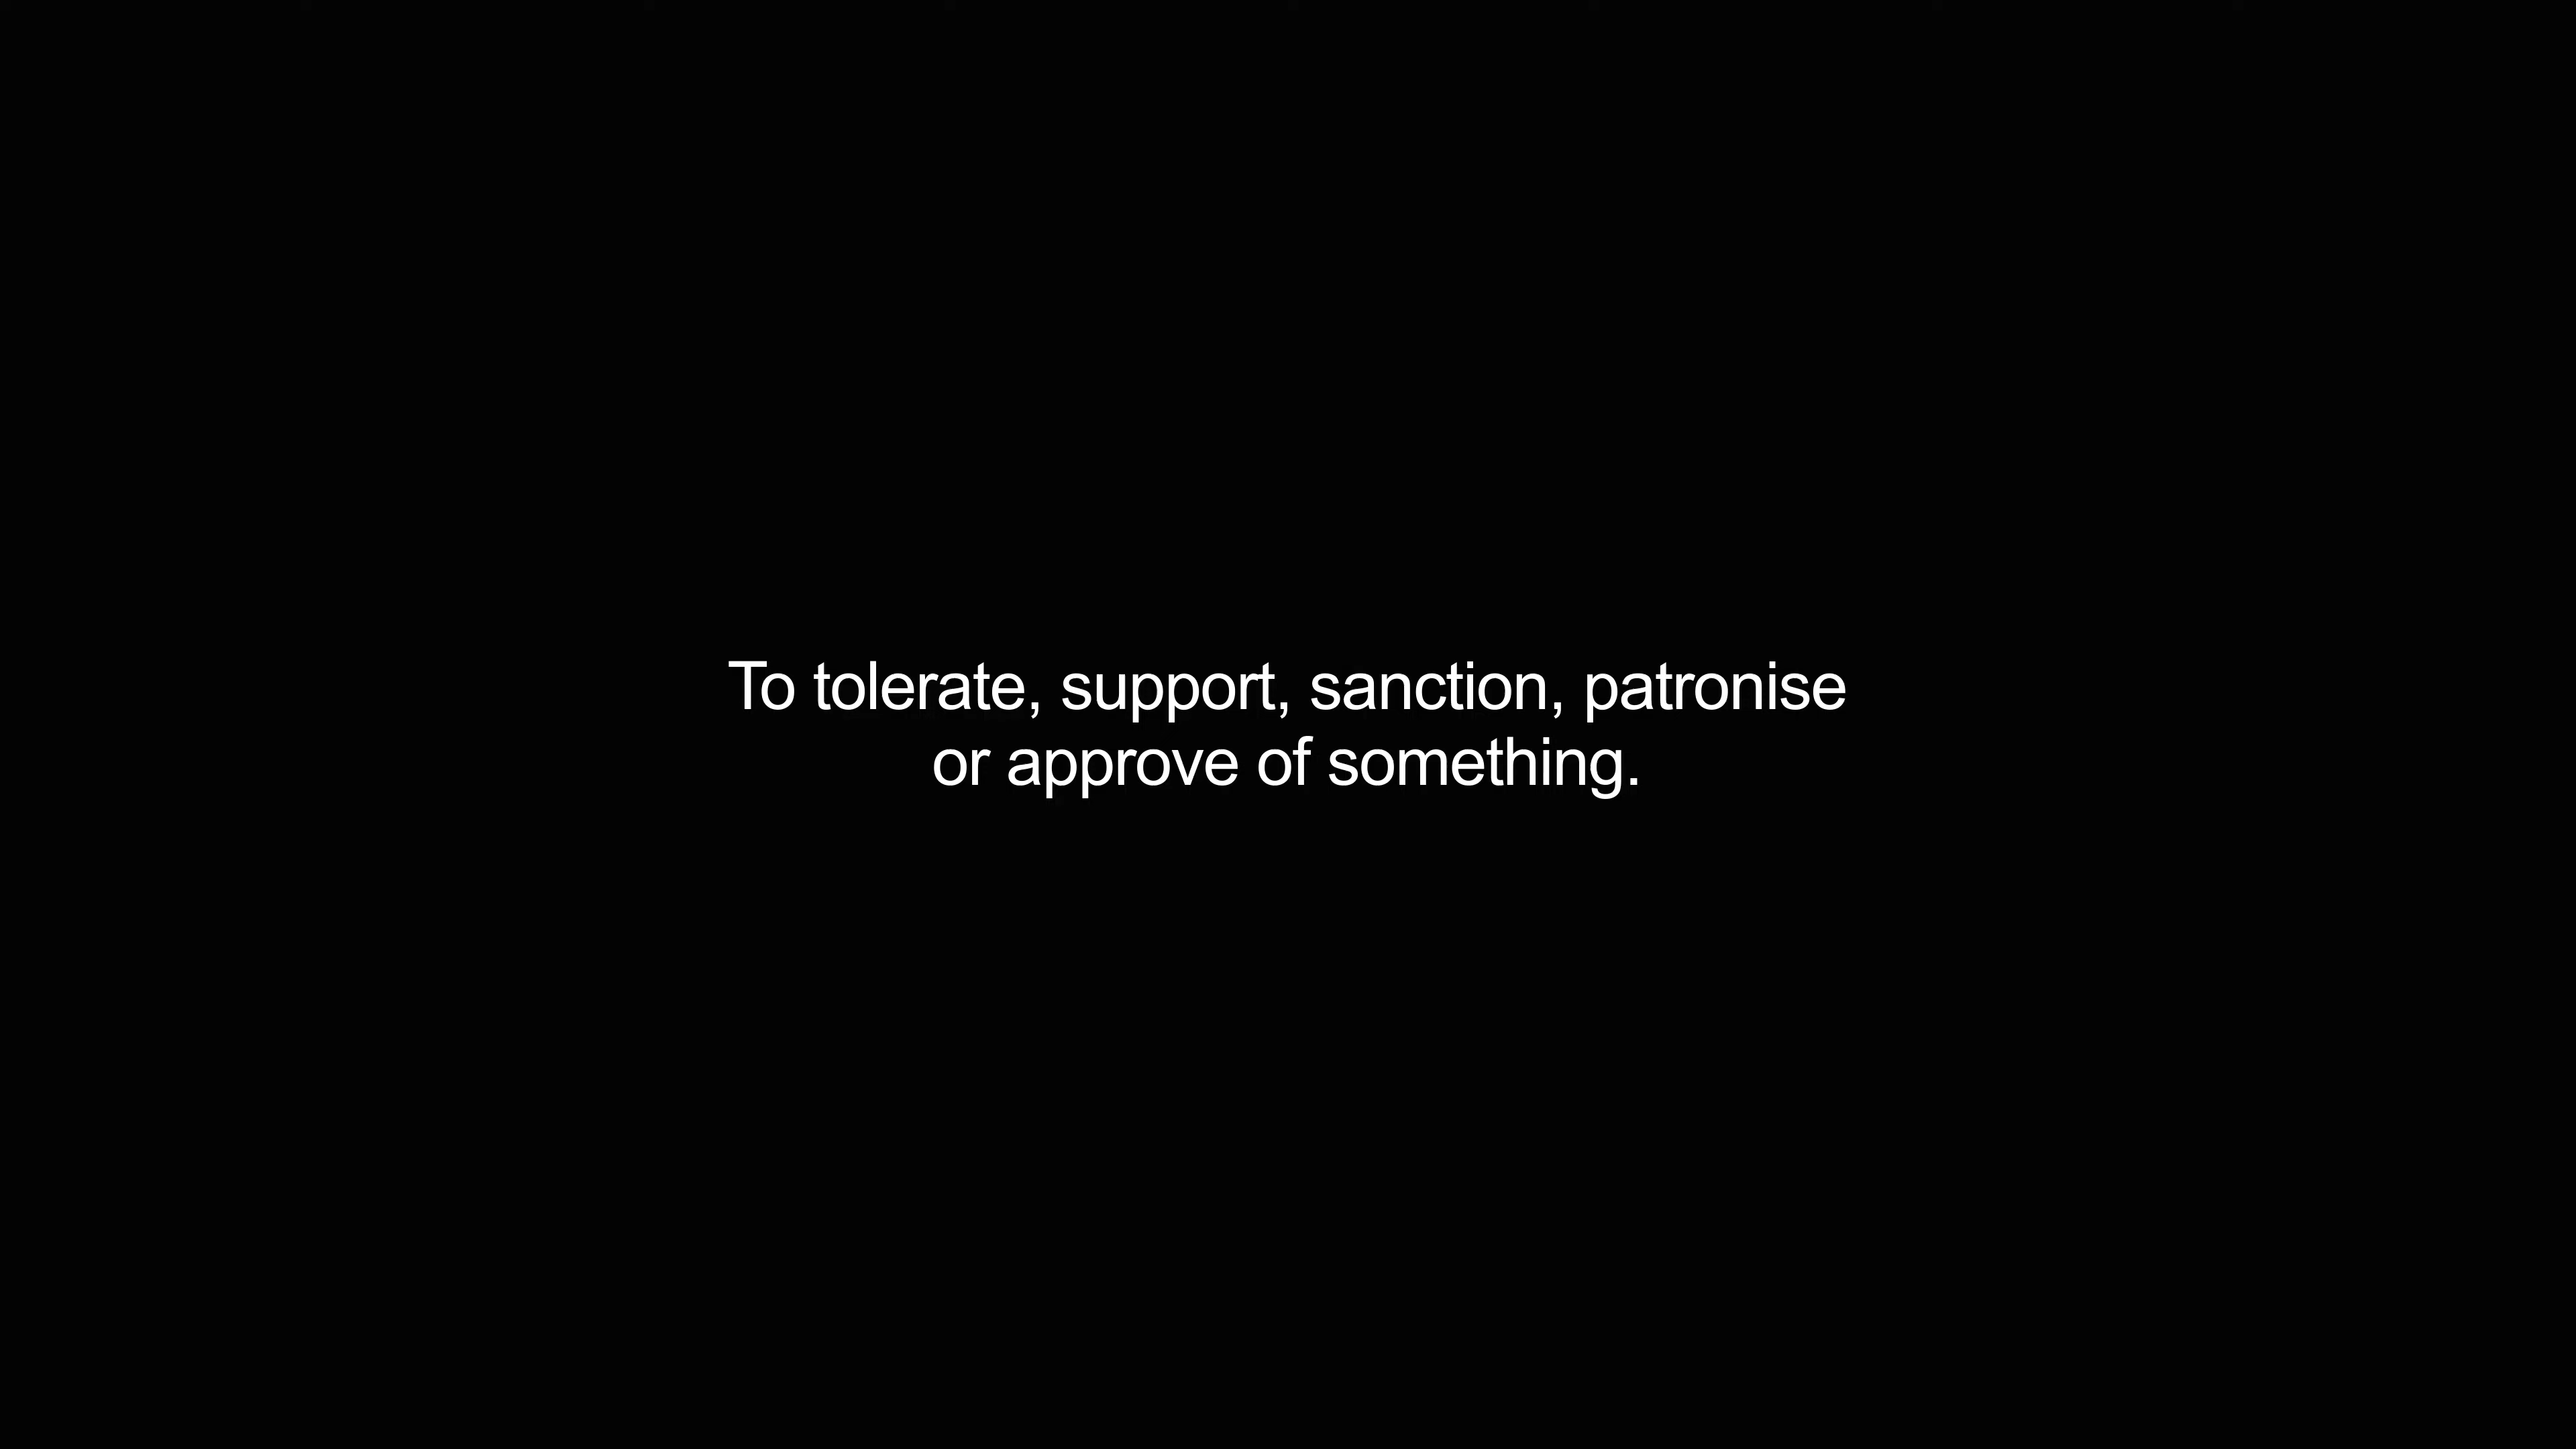 To tolerate, support, sanction, patronise
or approve of something.